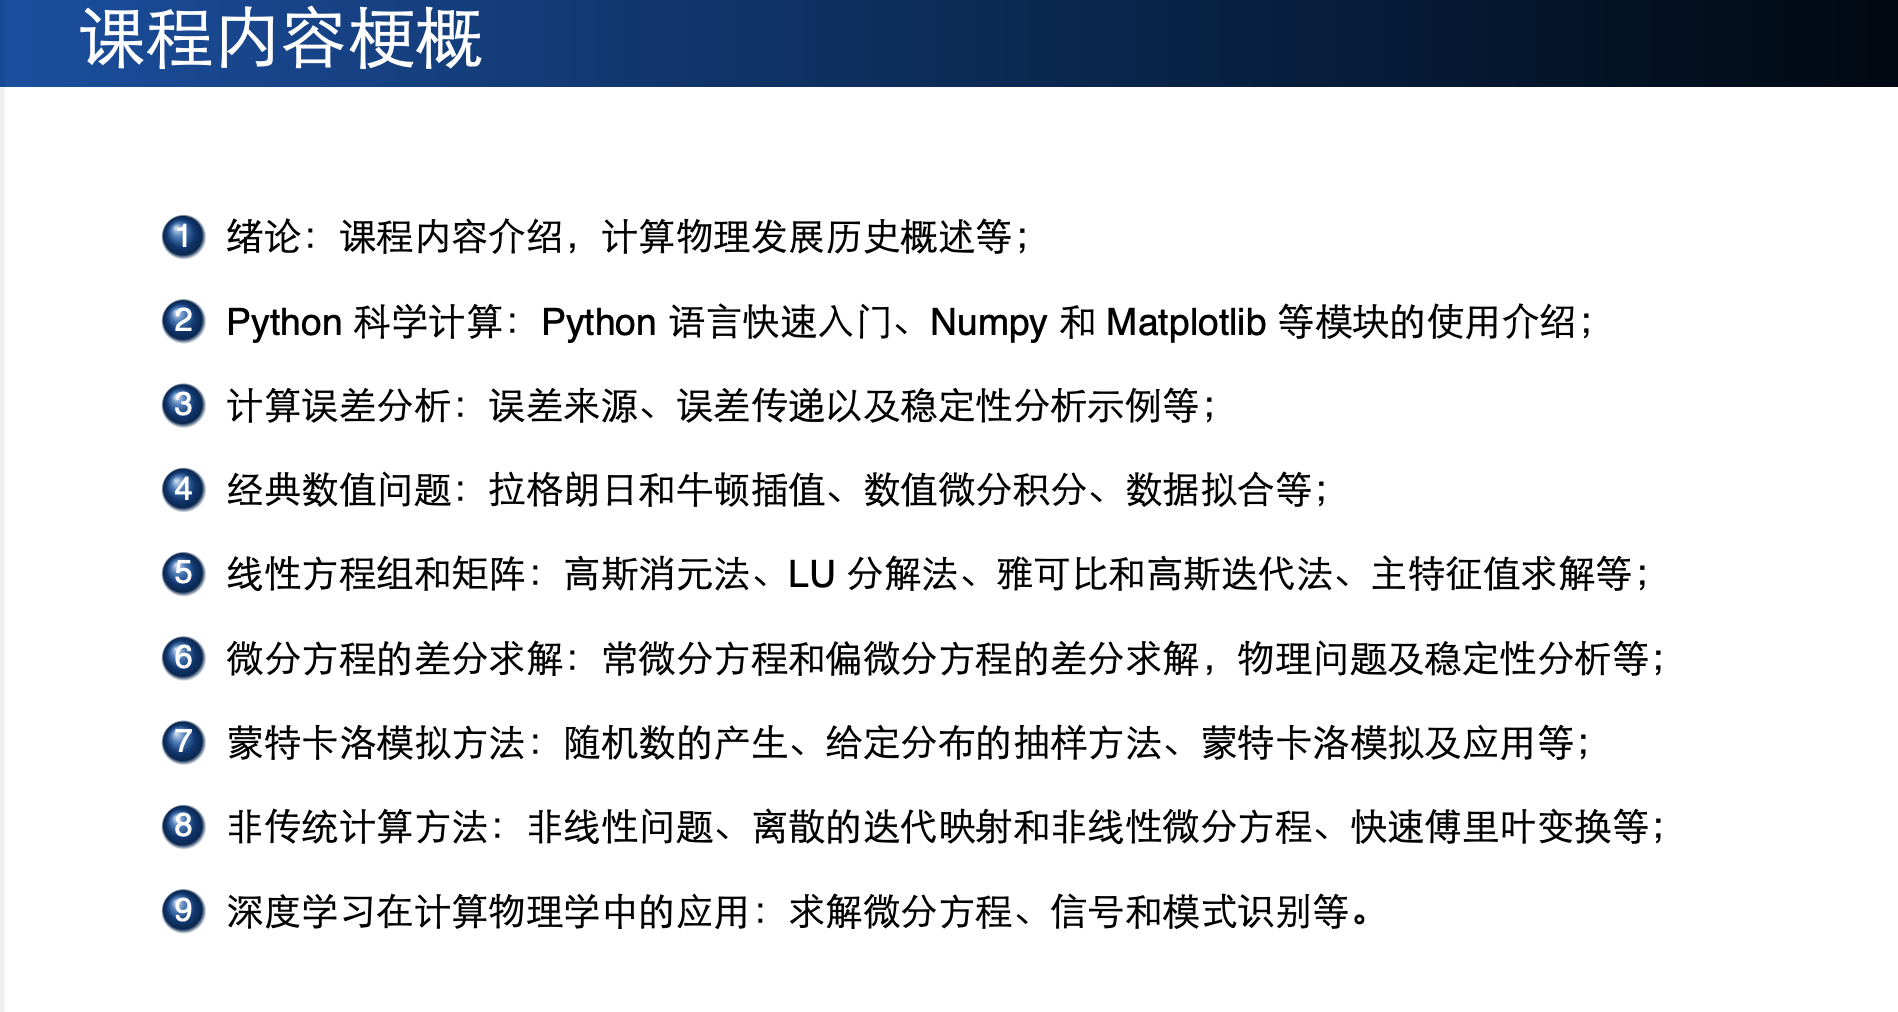 课程内容梗概
1 绪论：课程内容介绍，计算物理发展历史概述等；
2 Python 科学计算：Python 语言快速入门、Numpy 和 Matplotlib 等模块的使用介绍；
3 计算误差分析：误差来源、误差传递以及稳定性分析示例等；
4 经典数值问题：拉格朗日和牛顿插值、数值微分积分、数据拟合等；
5 线性方程组和矩阵：高斯消元法、LU 分解法、雅可比和高斯迭代法、主特征值求解等；
6 微分方程的差分求解：常微分方程和偏微分方程的差分求解，物理问题及稳定性分析等；
7 蒙特卡洛模拟方法：随机数的产生、给定分布的抽样方法、蒙特卡洛模拟及应用等；
8 非传统计算方法：非线性问题、离散的迭代映射和非线性微分方程、快速傅里叶变换等；
9 深度学习在计算物理学中的应用：求解微分方程、信号和模式识别等。